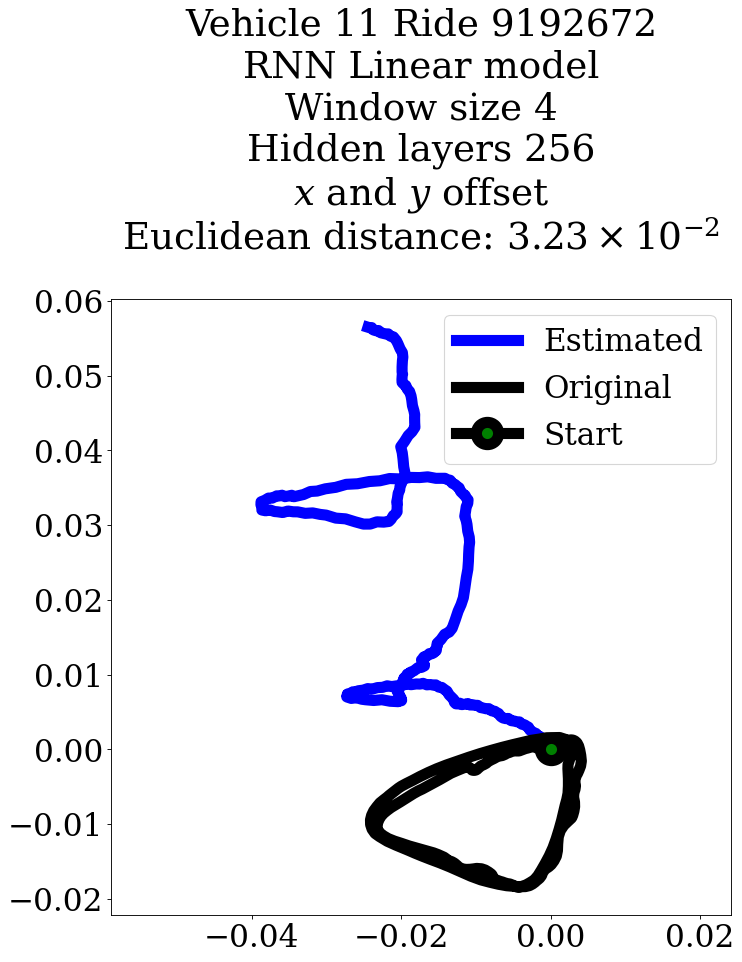 Vehicle 11 Ride 9192672
RNN Linear model
Window size 4
Hidden layers 256
x and y offset
Euclidean distance: 3.23 × 10⁻²
0.06
0.05
0.04
0.03
0.02
0.01
0.00
−0.01
−0.02
Estimated
Original
Start
−0.04
−0.02
0.00
0.02